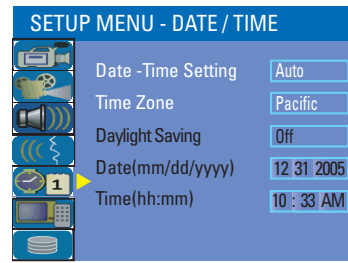 SETUP MENU - DATE / TIME
Date -Time Setting Auto
Time Zone Pacific
Daylight Saving Off
Date(mm/dd/yyyy) 12 31 2005
1
Time(hh:mm) 10 : 33 AM